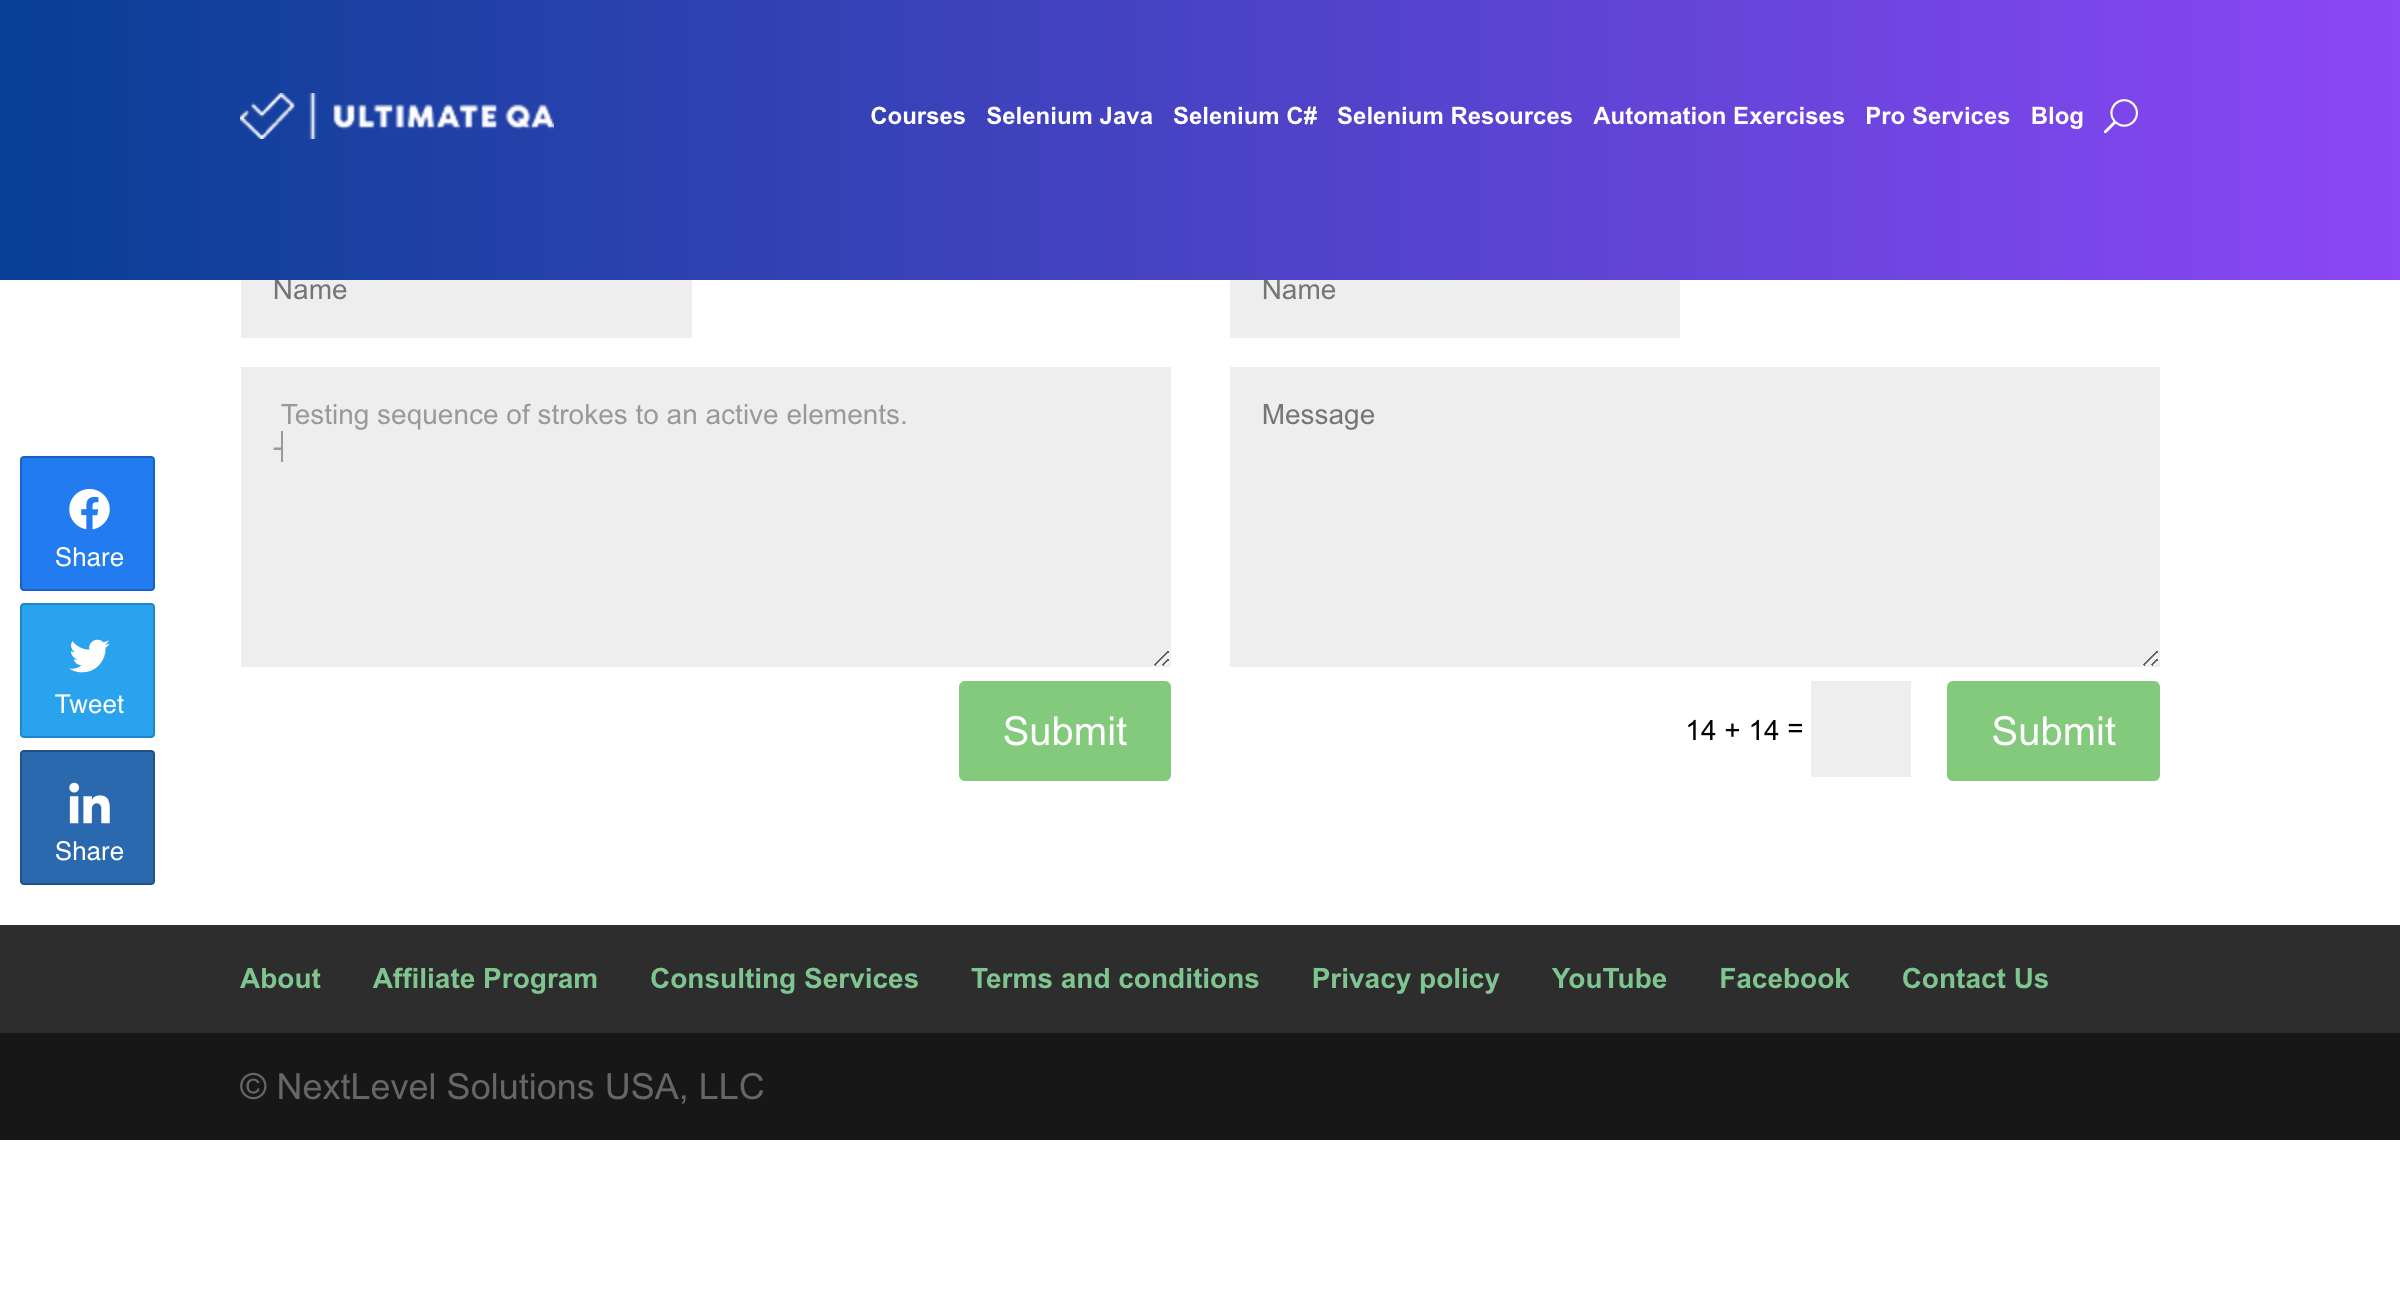 ULTIMATE QA
Courses Selenium Java Selenium C# Selenium Resources Automation Exercises Pro Services Blog
Name
Name
Testing sequence of strokes to an active elements.
-
Message
Share
Tweet
Share
Submit
14 + 14 =
Submit
About Affiliate Program Consulting Services Terms and conditions Privacy policy YouTube Facebook Contact Us
© NextLevel Solutions USA, LLC